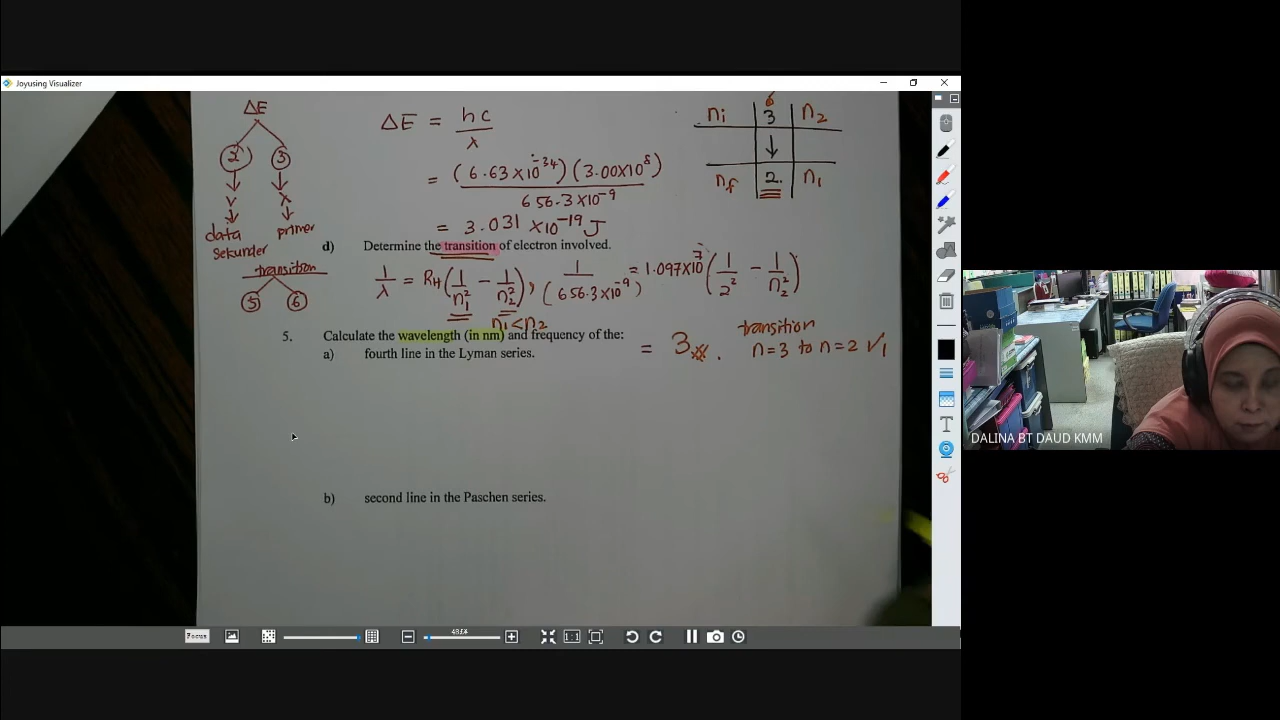 Joyusing Visualizer
ΔE
2 3
data
Sekunder
primer
transition
5 6
ΔE = hc/λ
= (6.63×10⁻³⁴)(3.00×10⁸) / 656.3×10⁻⁹
= 3.031 ×10⁻¹⁹ J
ni 3 n₂
nf 2 n₁
d) Determine the transition of electron involved.
1/λ = RH(1/n₁² − 1/n₂²), 1/(656.3×10⁻⁹) = 1.097×10⁷(1/2² − 1/n₂²)
n₁<n₂
= 3
transition
n=3 to n=2
5. Calculate the wavelength (in nm) and frequency of the:
a) fourth line in the Lyman series.
b) second line in the Paschen series.
DALINA BT DAUD KMM
Focus
1:1